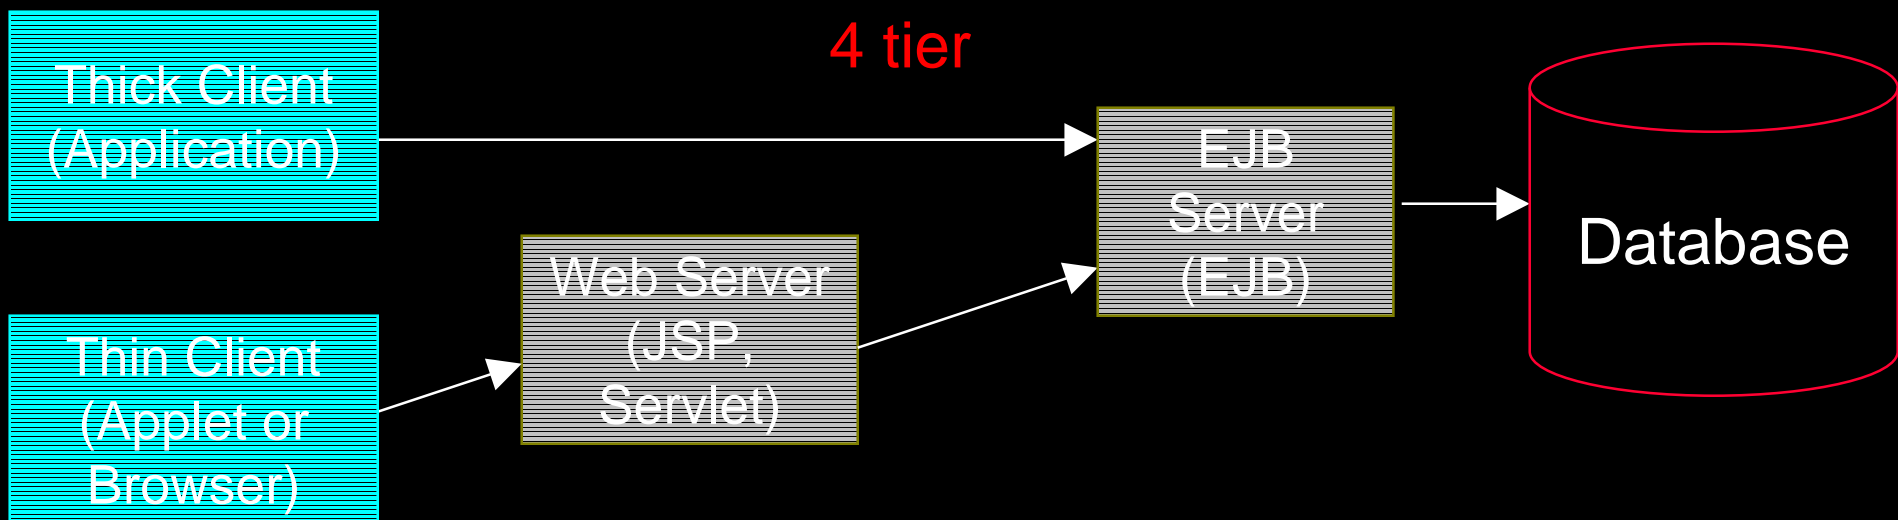 4 tier
Thick Client
(Application)
EJB
Server
(EJB)
Database
Web Server
(JSP,
Servlet)
Thin Client
(Applet or
Browser)